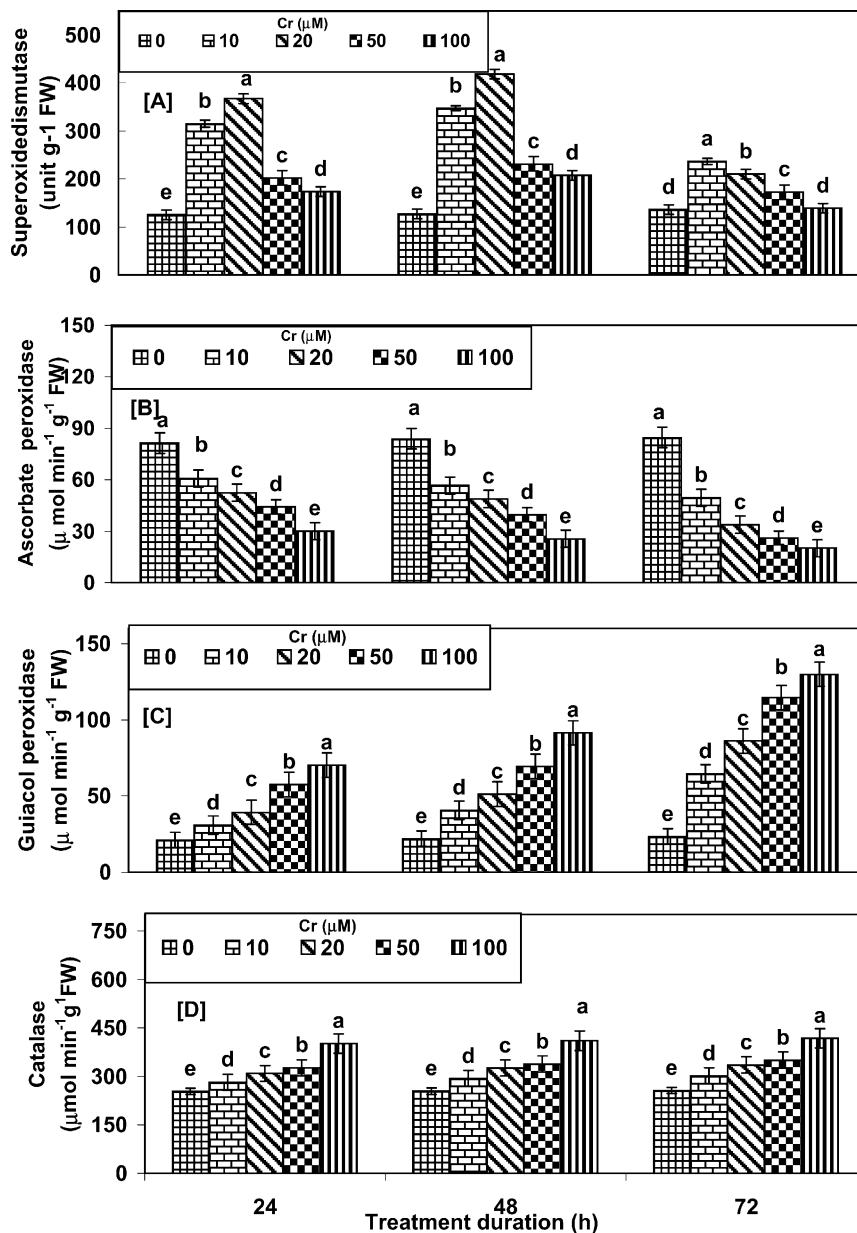 Cr (μM)
0 10 20 50 100
[A]
Superoxidedismutase
(unit g-1 FW)
500
400
300
200
100
0
e b a c d
e b a c d
d a b c d
Cr (μM)
0 10 20 50 100
[B]
Ascorbate peroxidase
(μ mol min⁻¹ g⁻¹ FW)
150
120
90
60
30
0
a b c d e
a b c d e
a b c d e
Cr (μM)
0 10 20 50 100
[C]
Guiacol peroxidase
(μ mol min⁻¹ g⁻¹ FW)
150
100
50
0
e d c b a
e d c b a
e d c b a
Cr (μM)
0 10 20 50 100
[D]
Catalase
(μmol min⁻¹g¹FW)
750
600
450
300
150
0
e d c b a
e d c b a
e d c b a
24 48 72
Treatment duration (h)